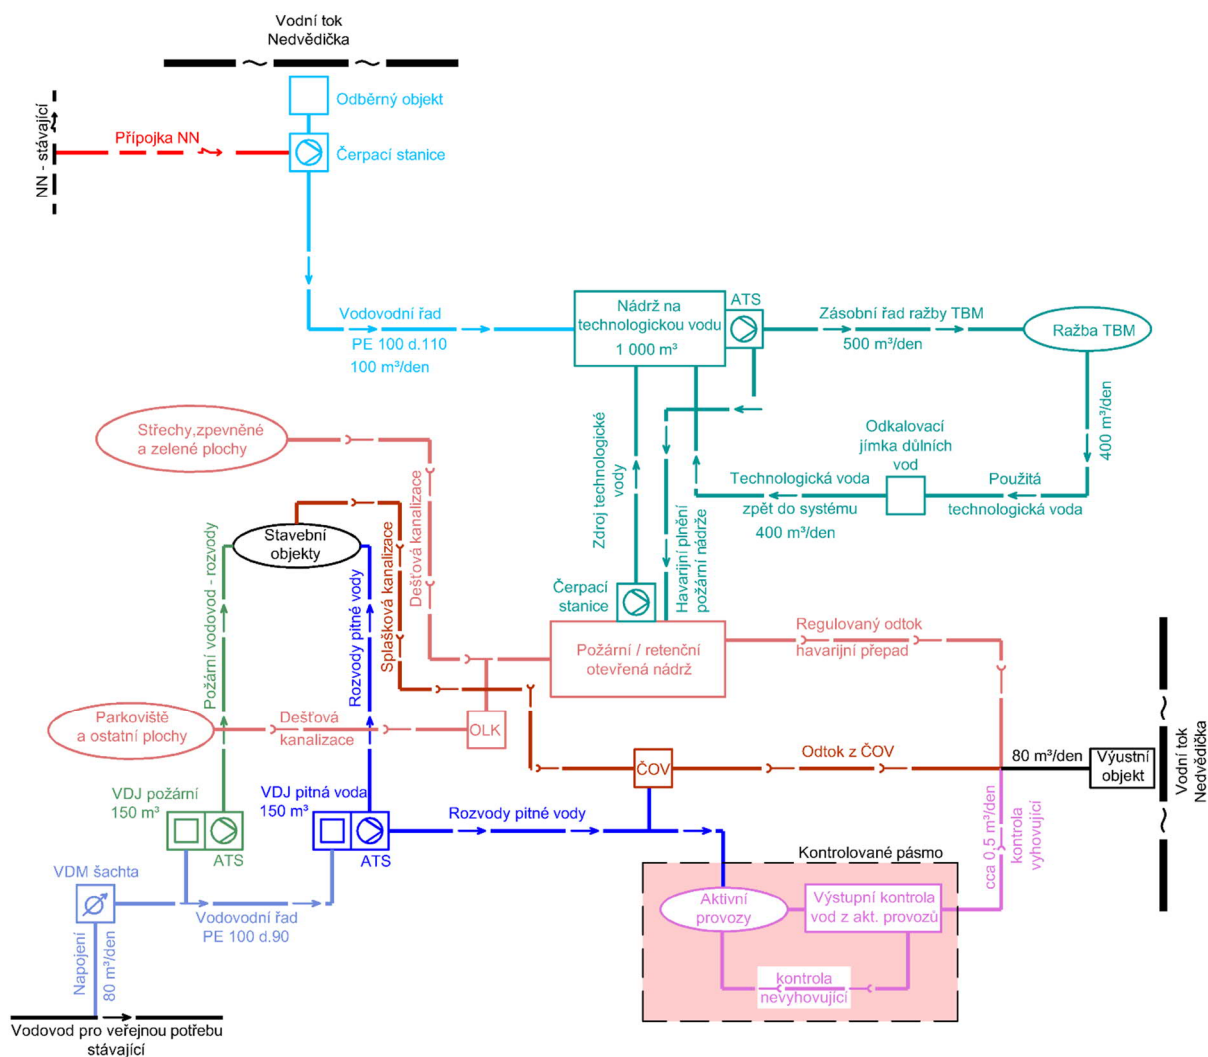 Vodní tok
Nedvědička
Odběrný objekt
NN - stávající
Přípojka NN
Čerpací stanice
Vodovodní řad
PE 100 d.110
100 m³/den
Nádrž na
technologickou vodu
1 000 m³
ATS
Zásobní řad ražby TBM
500 m³/den
Ražba TBM
400 m³/den
Střechy,zpevněné
a zelené plochy
Dešťová kanalizace
Zdroj technologické
vody
Havarijní plnění
požární nádrže
Odkalovací
jímka důlních
vod
Technologická voda
zpět do systému
400 m³/den
Použitá
technologická voda
Stavební
objekty
Splašková kanalizace
Požární vodovod - rozvody
Rozvody pitné vody
Čerpací
stanice
Požární / retenční
otevřená nádrž
Regulovaný odtok
havarijní přepad
Parkoviště
a ostatní plochy
Dešťová
kanalizace
OLK
ČOV
Odtok z ČOV
80 m³/den
Výustní
objekt
Vodní tok
Nedvědička
VDJ požární
150 m³
ATS
VDJ pitná voda
150 m³
ATS
Rozvody pitné vody
cca 0,5 m³/den
kontrola
vyhovující
Kontrolované pásmo
Aktivní
provozy
Výstupní kontrola
vod z akt. provozů
kontrola
nevyhovující
VDM šachta
Vodovodní řad
PE 100 d.90
Napojení
80 m³/den
Vodovod pro veřejnou potřebu
stávající